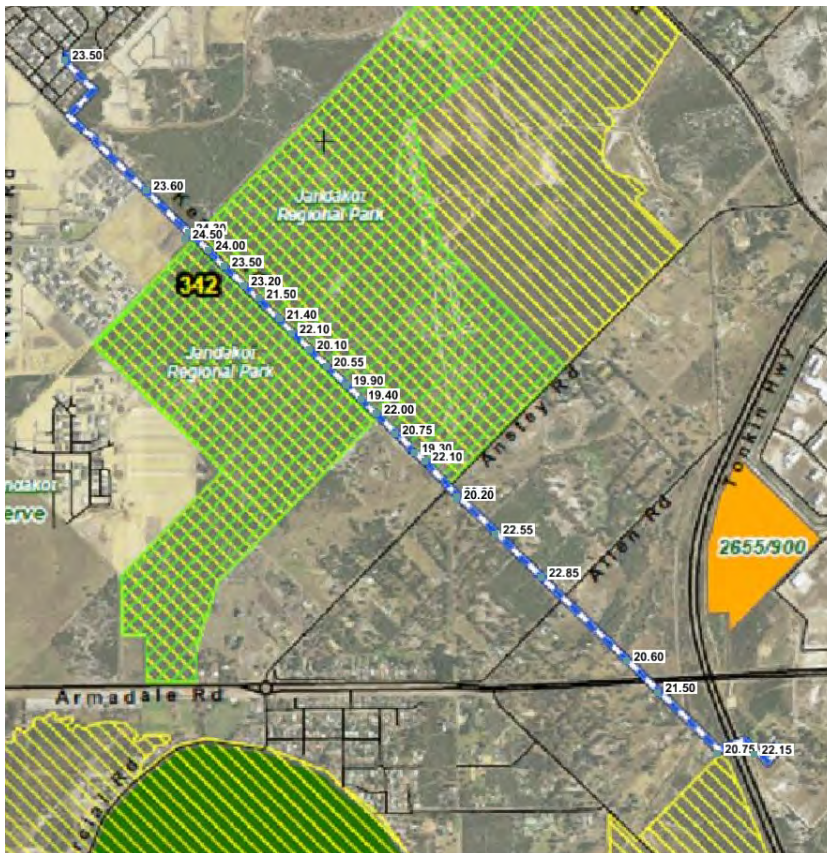 23.50
23.60
24.30
24.50
24.00
23.50
23.20
21.50
342
Jandakot
Regional Park
21.40
22.10
20.10
20.55
Jandakot
Regional Park
19.90
19.40
22.00
20.75
19.30
22.10
Anstey Rd
Tonkin Hwy
20.20
22.55
Allen Rd
22.85
2655/900
ndakot
erve
20.60
21.50
Armadale Rd
20.75
22.15
Rd